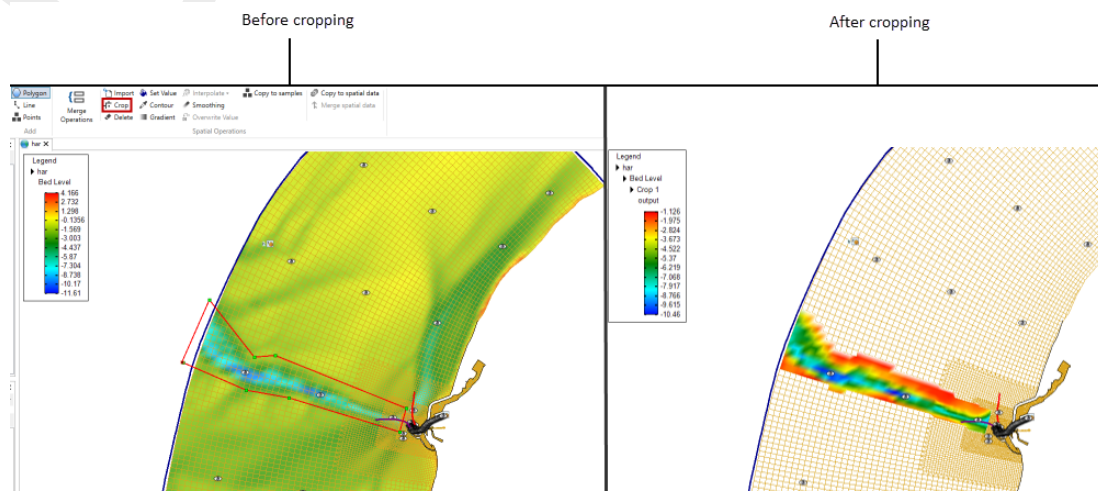 Before cropping
After cropping
Polygon
Line
Points
Add
Merge
Operations
Import
Crop
Delete
Set Value
Contour
Gradient
Interpolate
Smoothing
Overwrite Value
Copy to samples
Copy to spatial data
Merge spatial data
Spatial Operations
har X
Legend
har
Bed Level
4.166
2.732
1.298
-0.1356
-1.569
-3.003
-4.437
-5.87
-7.304
-8.738
-10.17
-11.61
Legend
har
Bed Level
Crop 1
output
-1.126
-1.975
-2.824
-3.673
-4.522
-5.37
-6.219
-7.068
-7.917
-8.766
-9.615
-10.46